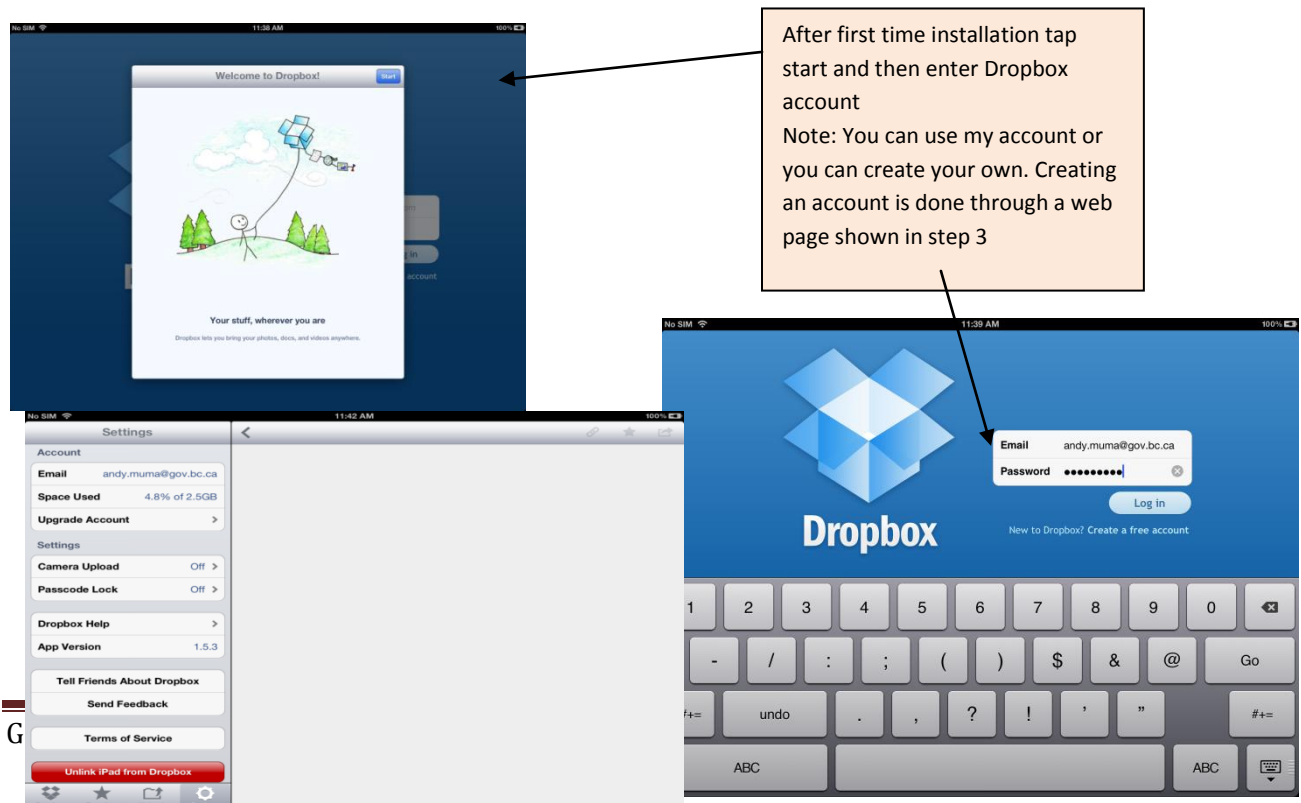 No SIM 11:38 AM 100%
Welcome to Dropbox! Start
in
account
Your stuff, wherever you are
Dropbox lets you bring your photos, docs, and videos anywhere.
After first time installation tap
start and then enter Dropbox
account
Note: You can use my account or
you can create your own. Creating
an account is done through a web
page shown in step 3
No SIM 11:39 AM 100%
Email andy.muma@gov.bc.ca
Password •••••••••
Log in
Dropbox
New to Dropbox? Create a free account
1 2 3 4 5 6 7 8 9 0
- / : ; ( ) $ & @ Go
#+= undo . , ? ! ' " #+=
ABC ABC
No SIM 11:42 AM 100%
Settings
Account
Email andy.muma@gov.bc.ca
Space Used 4.8% of 2.5GB
Upgrade Account >
Settings
Camera Upload Off >
Passcode Lock Off >
Dropbox Help >
App Version 1.5.3
Tell Friends About Dropbox
Send Feedback
Terms of Service
Unlink iPad from Dropbox
G